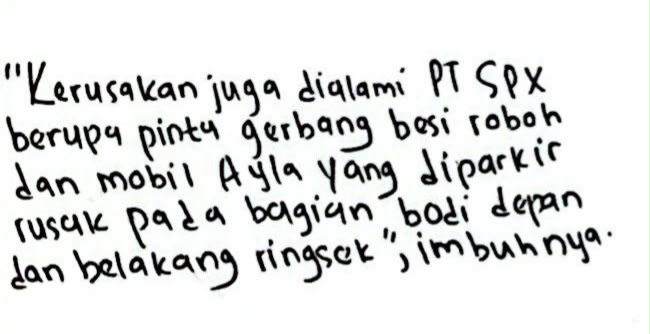 "Kerusakan juga dialami PT SPX
berupa pintu gerbang besi roboh
dan mobil Ayla yang diparkir
rusak pada bagian bodi depan
dan belakang ringsek", imbuhnya.